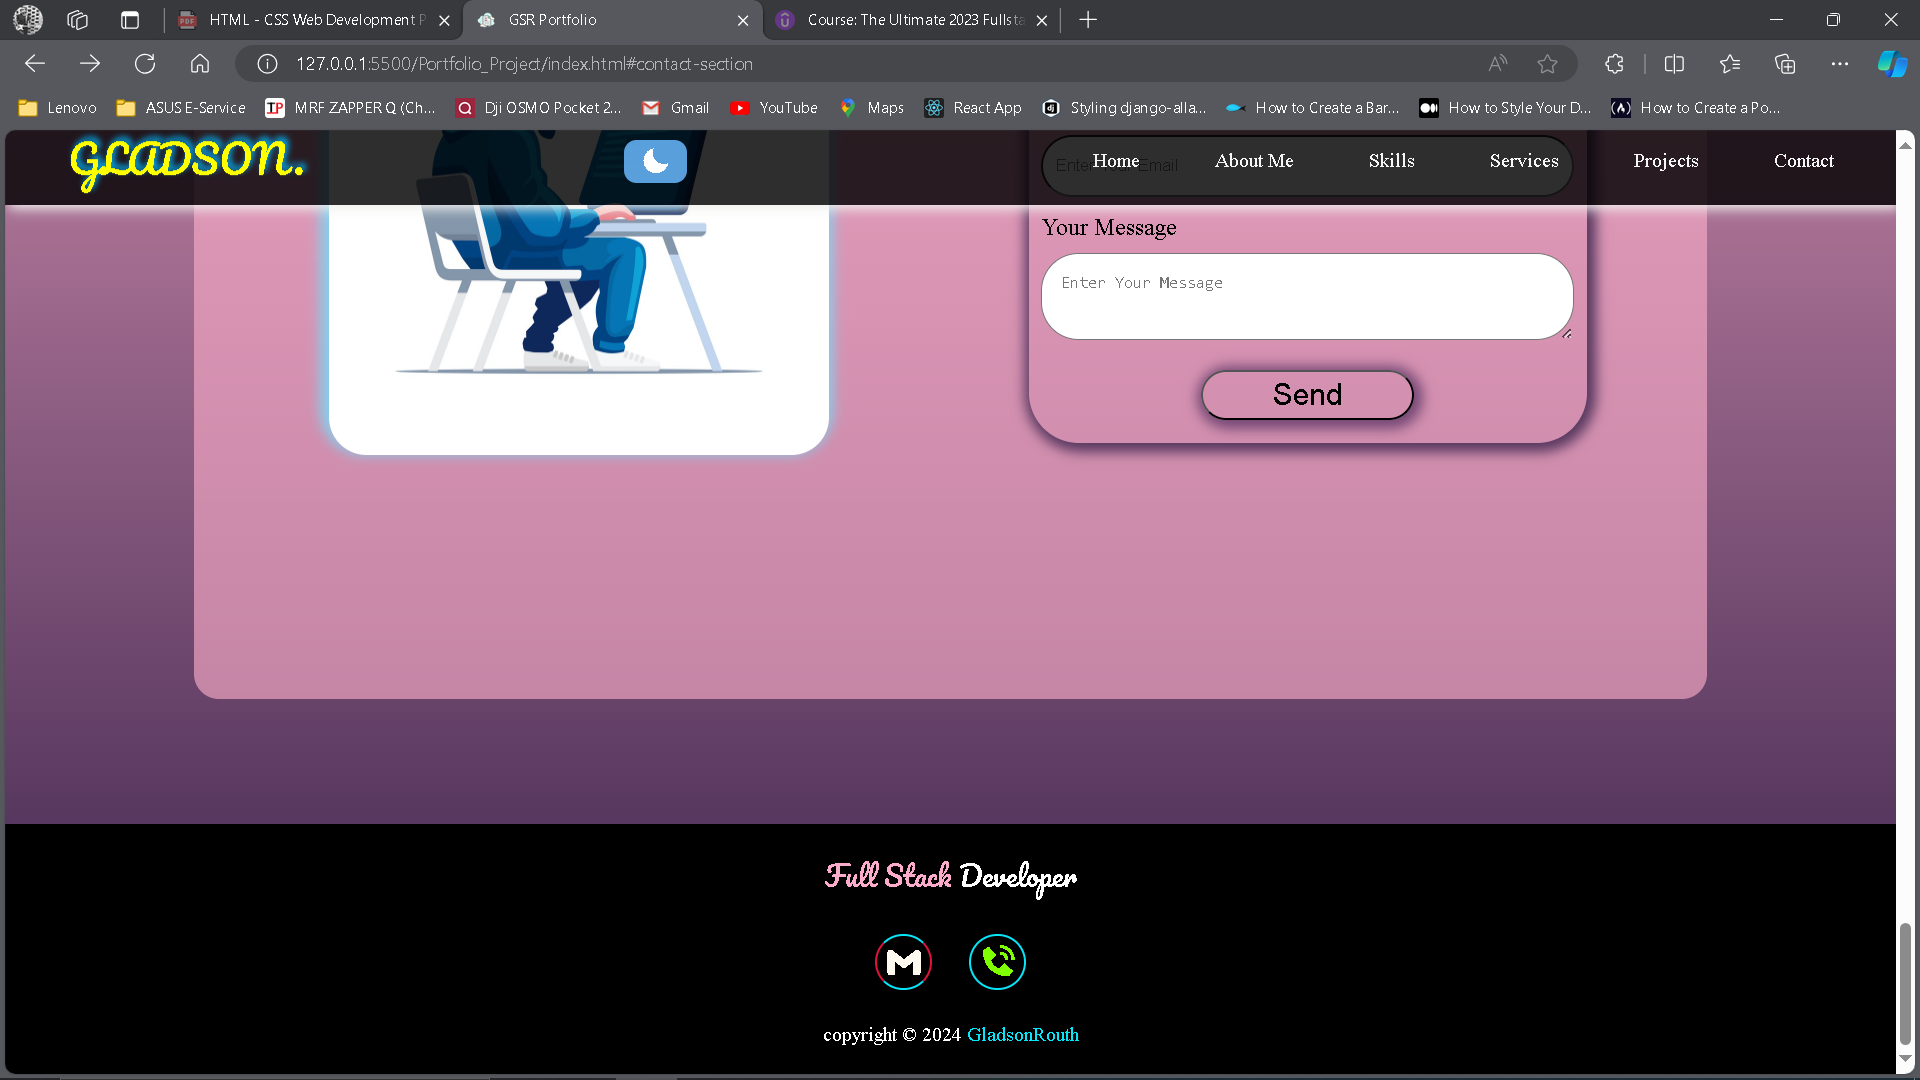 HTML - CSS Web Development P
GSR Portfolio
Course: The Ultimate 2023 Fullsta
127.0.0.1:5500/Portfolio_Project/index.html#contact-section
Lenovo
ASUS E-Service
MRF ZAPPER Q (Ch...
Dji OSMO Pocket 2...
Gmail
YouTube
Maps
React App
Styling django-alla...
How to Create a Bar...
How to Style Your D...
How to Create a Po...
GLADSON.
Home
About Me
Skills
Services
Projects
Contact
Enter Your Email
Your Message
Enter Your Message
Send
Full Stack Developer
copyright © 2024 GladsonRouth